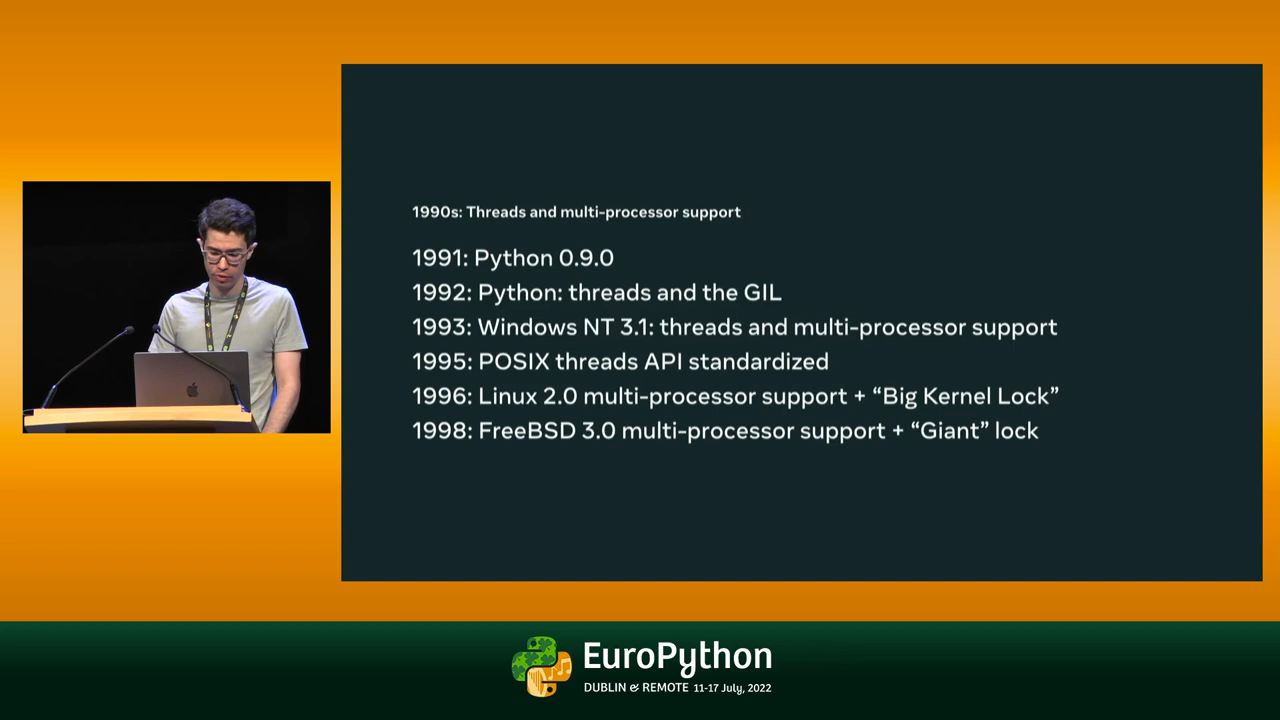 1990s: Threads and multi-processor support
1991: Python 0.9.0
1992: Python: threads and the GIL
1993: Windows NT 3.1: threads and multi-processor support
1995: POSIX threads API standardized
1996: Linux 2.0 multi-processor support + “Big Kernel Lock”
1998: FreeBSD 3.0 multi-processor support + “Giant” lock
EuroPython
DUBLIN & REMOTE 11-17 July, 2022